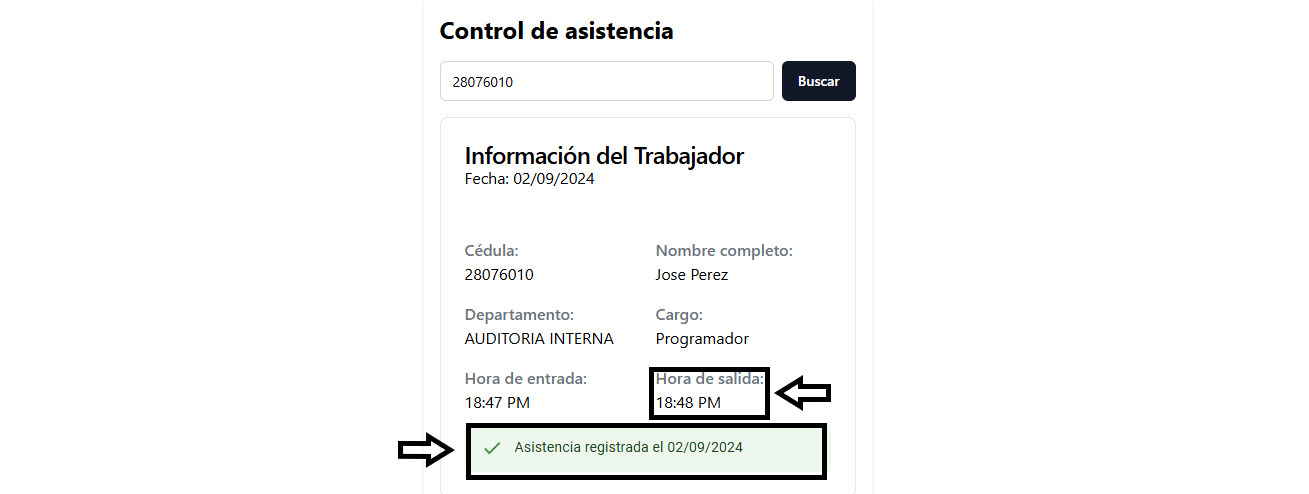 Control de asistencia
28076010 Buscar
Información del Trabajador
Fecha: 02/09/2024
Cédula: Nombre completo:
28076010 Jose Perez
Departamento: Cargo:
AUDITORIA INTERNA Programador
Hora de entrada: Hora de salida:
18:47 PM 18:48 PM
Asistencia registrada el 02/09/2024